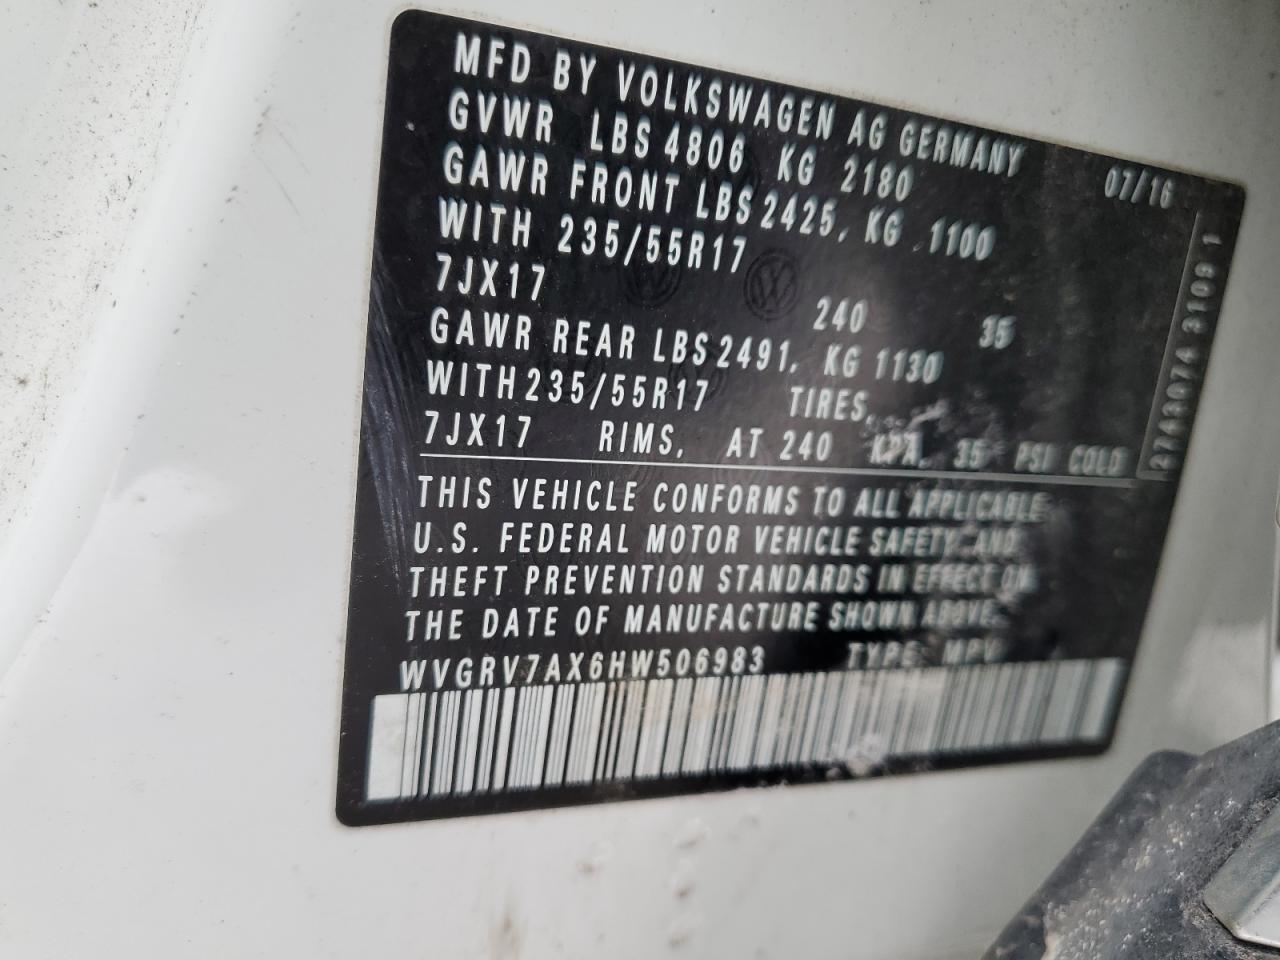 MFD BY VOLKSWAGEN AG GERMANY 07/16
GVWR LBS 4806 KG 2180
GAWR FRONT LBS 2425, KG 1100
WITH 235/55R17
7JX17 240 35
GAWR REAR LBS 2491, KG 1130
WITH 235/55R17 TIRES,
7JX17 RIMS, AT 240 KPA, 35 PSI COLD
THIS VEHICLE CONFORMS TO ALL APPLICABLE
U.S. FEDERAL MOTOR VEHICLE SAFETY AND
THEFT PREVENTION STANDARDS IN EFFECT ON
THE DATE OF MANUFACTURE SHOWN ABOVE.
WVGRV7AX6HW506983 TYPE: MPV